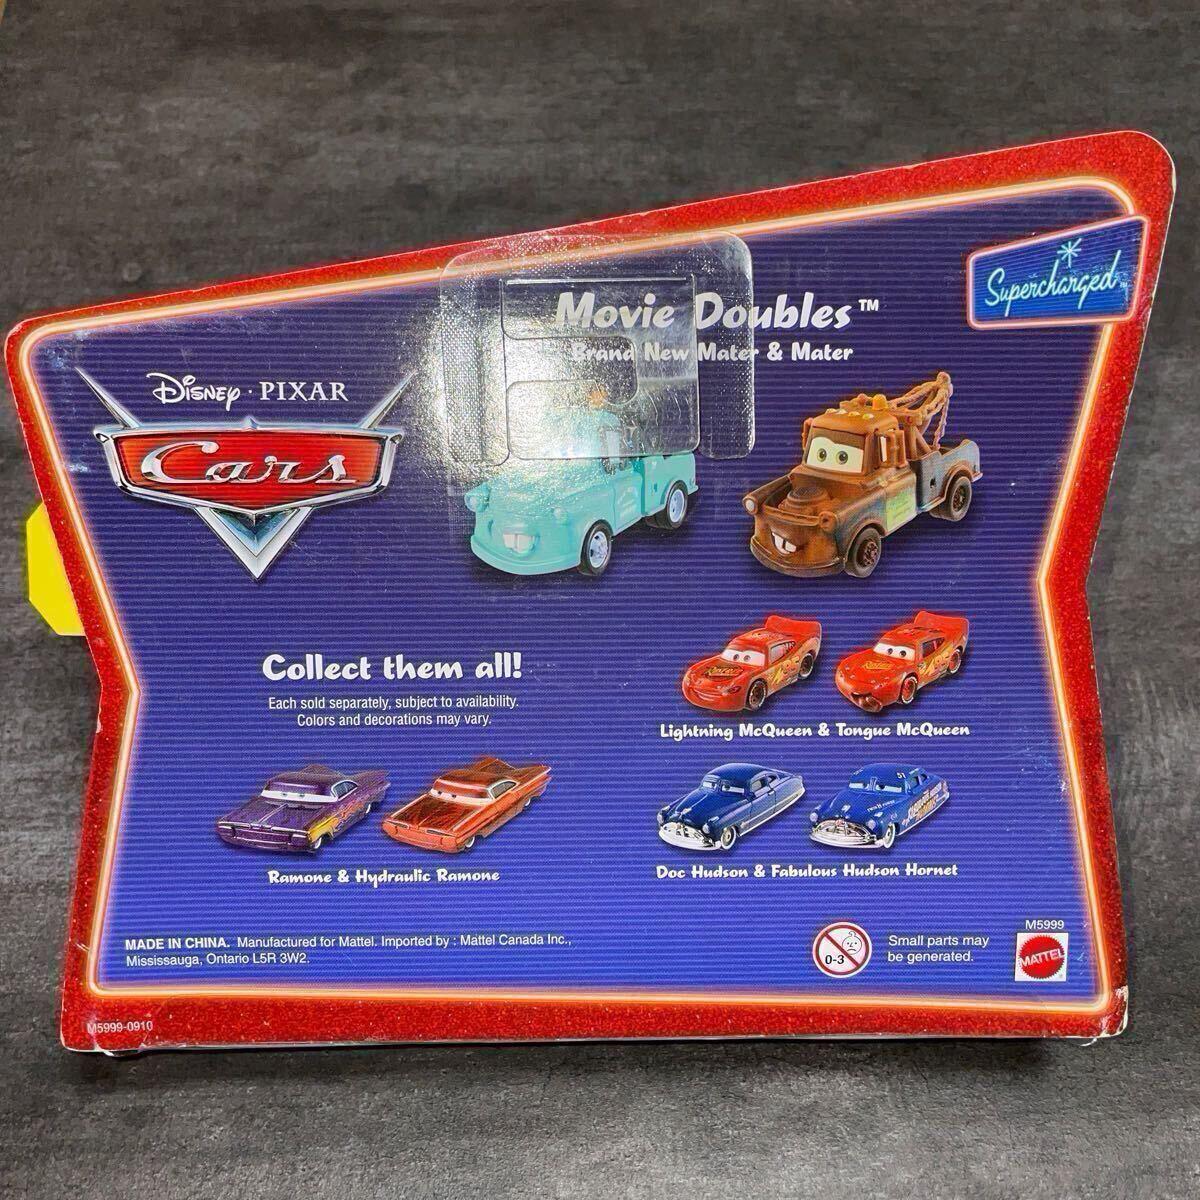 Supercharged™
Movie Doubles™
Brand New Mater & Mater
Disney · PIXAR
Cars
Collect them all!
Each sold separately, subject to availability.
Colors and decorations may vary.
Lightning McQueen & Tongue McQueen
Ramone & Hydraulic Ramone
Doc Hudson & Fabulous Hudson Hornet
MADE IN CHINA. Manufactured for Mattel. Imported by : Mattel Canada Inc.,
Mississauga, Ontario L5R 3W2.
0-3
Small parts may
be generated.
M5999
MATTEL
M5999-0910